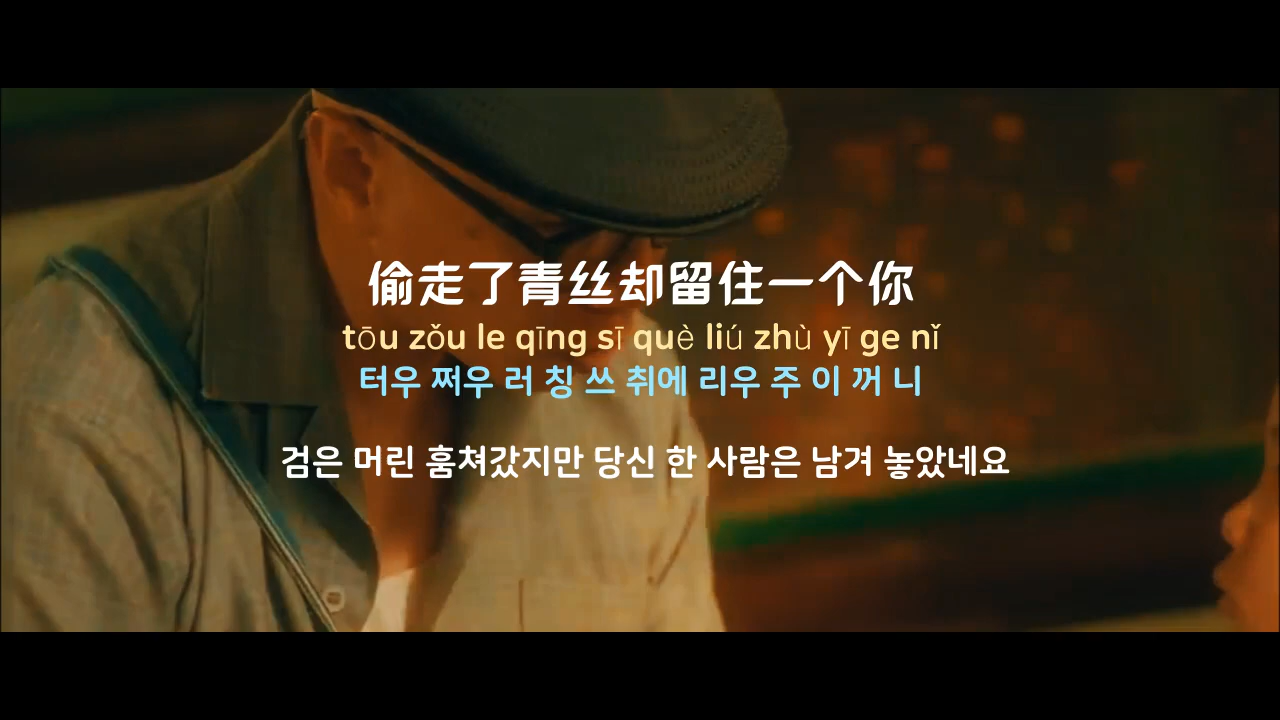 偷走了青丝却留住一个你
tōu zǒu le qīng sī què liú zhù yī ge nǐ
터우 쩌우 러 칭 쓰 취에 리우 주 이 꺼 니
검은 머린 훔쳐갔지만 당신 한 사람은 남겨 놓았네요